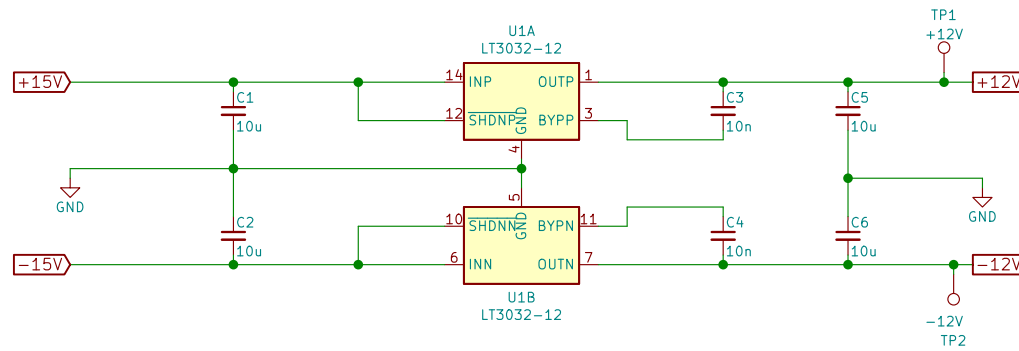 TP1
+12V
U1A
LT3032-12
+15V
14 INP OUTP 1
+12V
C1
10u
12 SHDNP GND BYPP 3
C3
10n
C5
10u
4
GND
GND
5
C2
10u
10 SHDNN GND BYPN 11
C4
10n
C6
10u
-15V
6 INN OUTN 7
-12V
U1B
LT3032-12
-12V
TP2